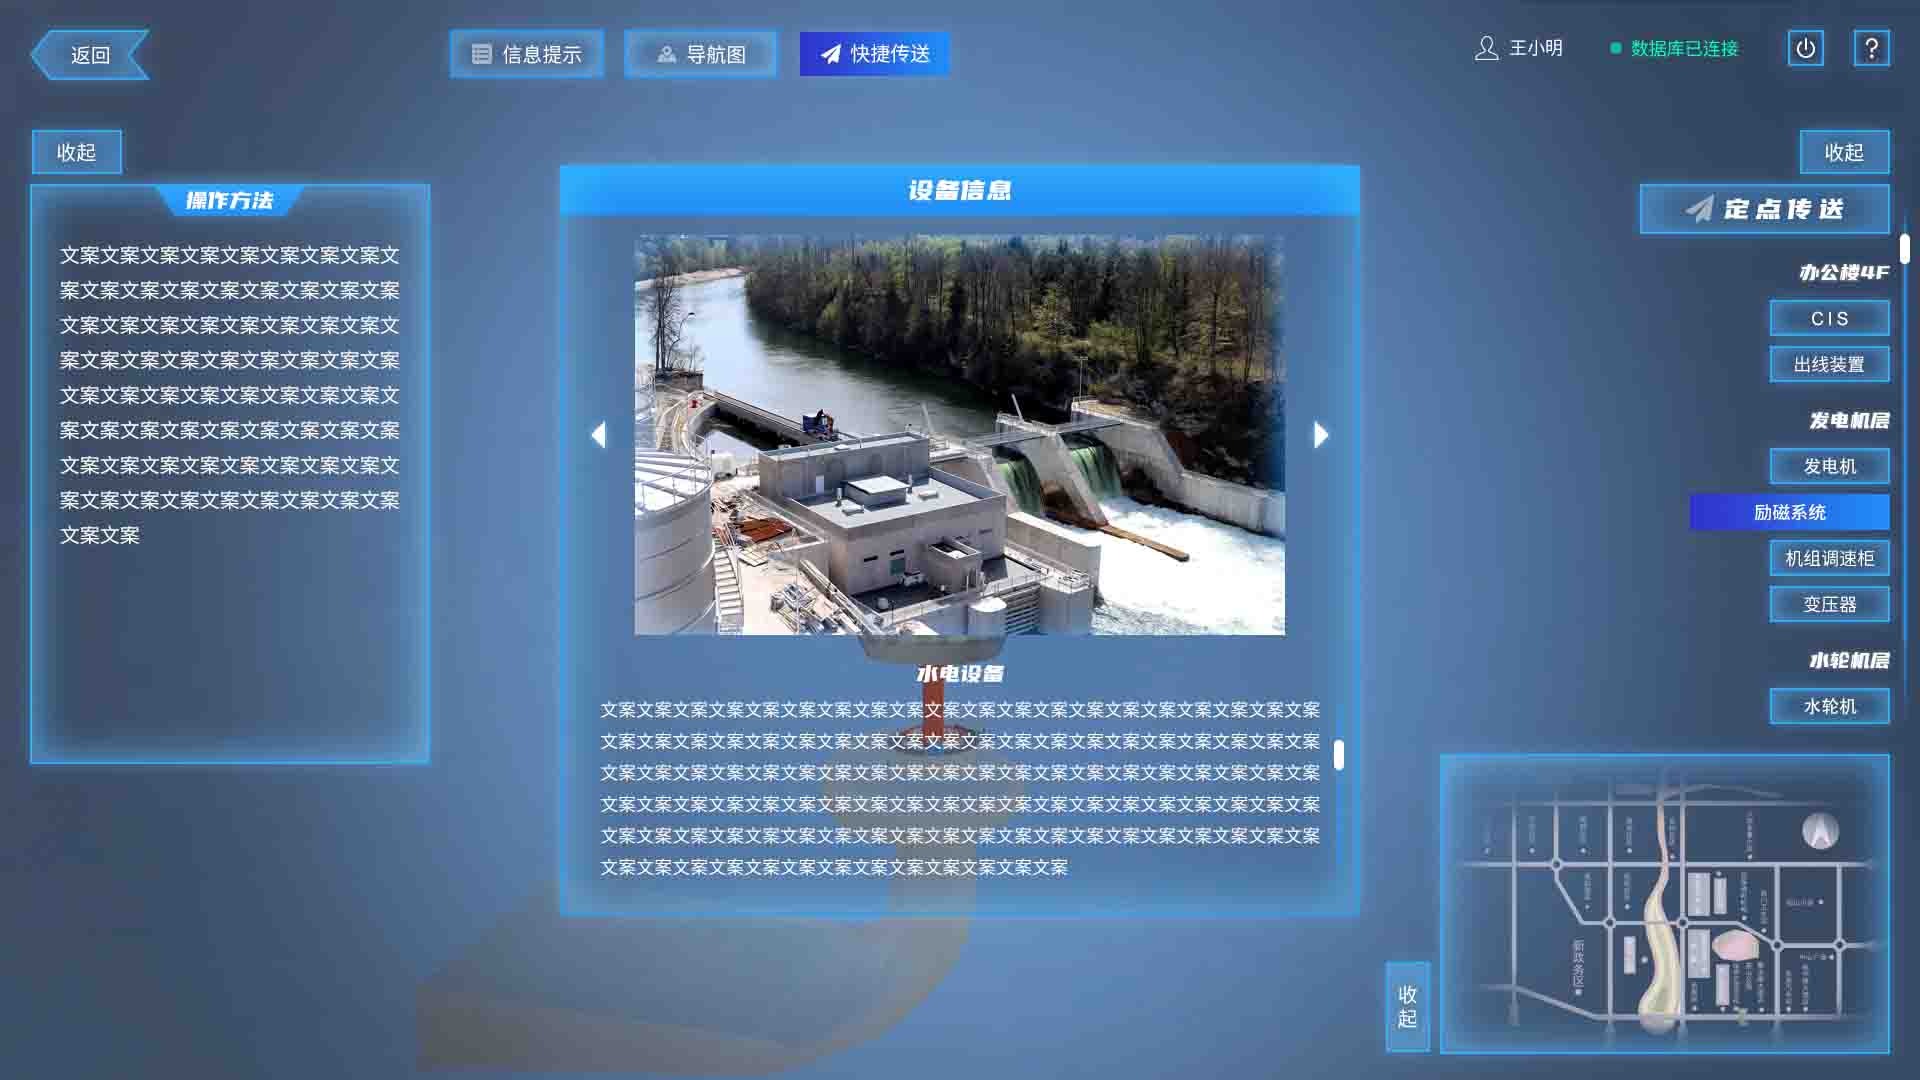 返回
信息提示
导航图
快捷传送
王小明
数据库已连接
?
收起
操作方法
文案文案文案文案文案文案文案文案文
案文案文案文案文案文案文案文案文案
文案文案文案文案文案文案文案文案文
案文案文案文案文案文案文案文案文案
文案文案文案文案文案文案文案文案文
案文案文案文案文案文案文案文案文案
文案文案文案文案文案文案文案文案文
案文案文案文案文案文案文案文案文案
文案文案
设备信息
水电设备
文案文案文案文案文案文案文案文案文案文案文案文案文案文案文案文案文案文案文案文案
文案文案文案文案文案文案文案文案文案文案文案文案文案文案文案文案文案文案文案文案
文案文案文案文案文案文案文案文案文案文案文案文案文案文案文案文案文案文案文案文案
文案文案文案文案文案文案文案文案文案文案文案文案文案文案文案文案文案文案文案文案
文案文案文案文案文案文案文案文案文案文案文案文案文案文案文案文案文案文案文案文案
文案文案文案文案文案文案文案文案文案文案文案文案文案
收起
定点传送
办公楼4F
CIS
出线装置
发电机层
发电机
励磁系统
机组调速柜
变压器
水轮机层
水轮机
收起
新政务区